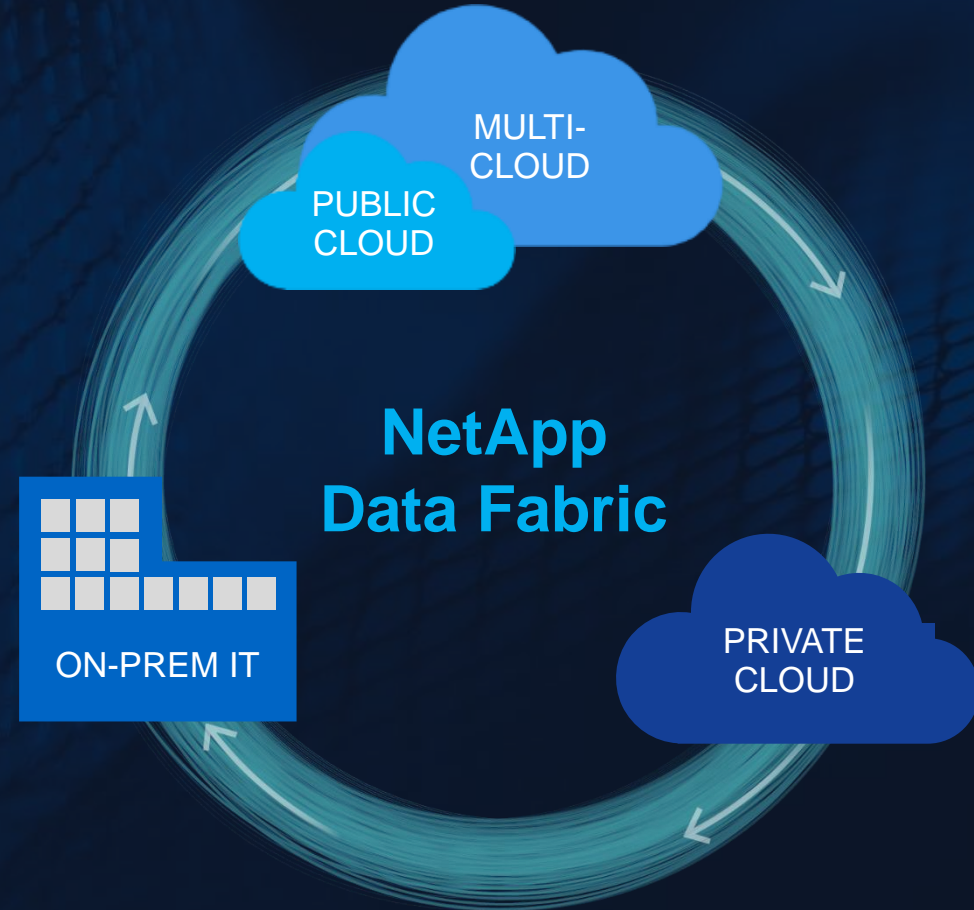 MULTI-
CLOUD
PUBLIC
CLOUD
NetApp
Data Fabric
ON-PREM IT
PRIVATE
CLOUD